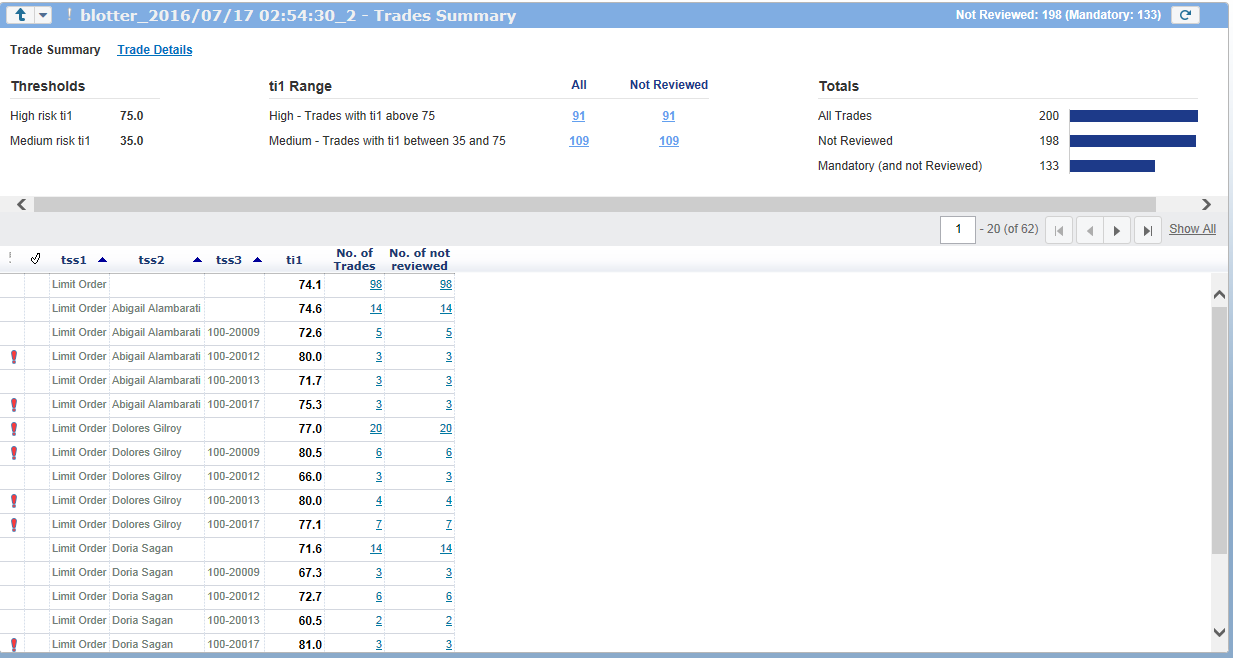 ! blotter_2016/07/17 02:54:30_2 - Trades Summary Not Reviewed: 198 (Mandatory: 133)
Trade Summary Trade Details
Thresholds ti1 Range All Not Reviewed Totals
High risk ti1 75.0 High - Trades with ti1 above 75 91 91 All Trades 200
Medium risk ti1 35.0 Medium - Trades with ti1 between 35 and 75 109 109 Not Reviewed 198
Mandatory (and not Reviewed) 133
1 - 20 (of 62) Show All
! tss1 tss2 tss3 ti1 No. of Trades No. of not reviewed
Limit Order 74.1 98 98
Limit Order Abigail Alambarati 74.6 14 14
Limit Order Abigail Alambarati 100-20009 72.6 5 5
! Limit Order Abigail Alambarati 100-20012 80.0 3 3
Limit Order Abigail Alambarati 100-20013 71.7 3 3
! Limit Order Abigail Alambarati 100-20017 75.3 3 3
! Limit Order Dolores Gilroy 77.0 20 20
! Limit Order Dolores Gilroy 100-20009 80.5 6 6
Limit Order Dolores Gilroy 100-20012 66.0 3 3
! Limit Order Dolores Gilroy 100-20013 80.0 4 4
! Limit Order Dolores Gilroy 100-20017 77.1 7 7
Limit Order Doria Sagan 71.6 14 14
Limit Order Doria Sagan 100-20009 67.3 3 3
Limit Order Doria Sagan 100-20012 72.7 6 6
Limit Order Doria Sagan 100-20013 60.5 2 2
! Limit Order Doria Sagan 100-20017 81.0 3 3